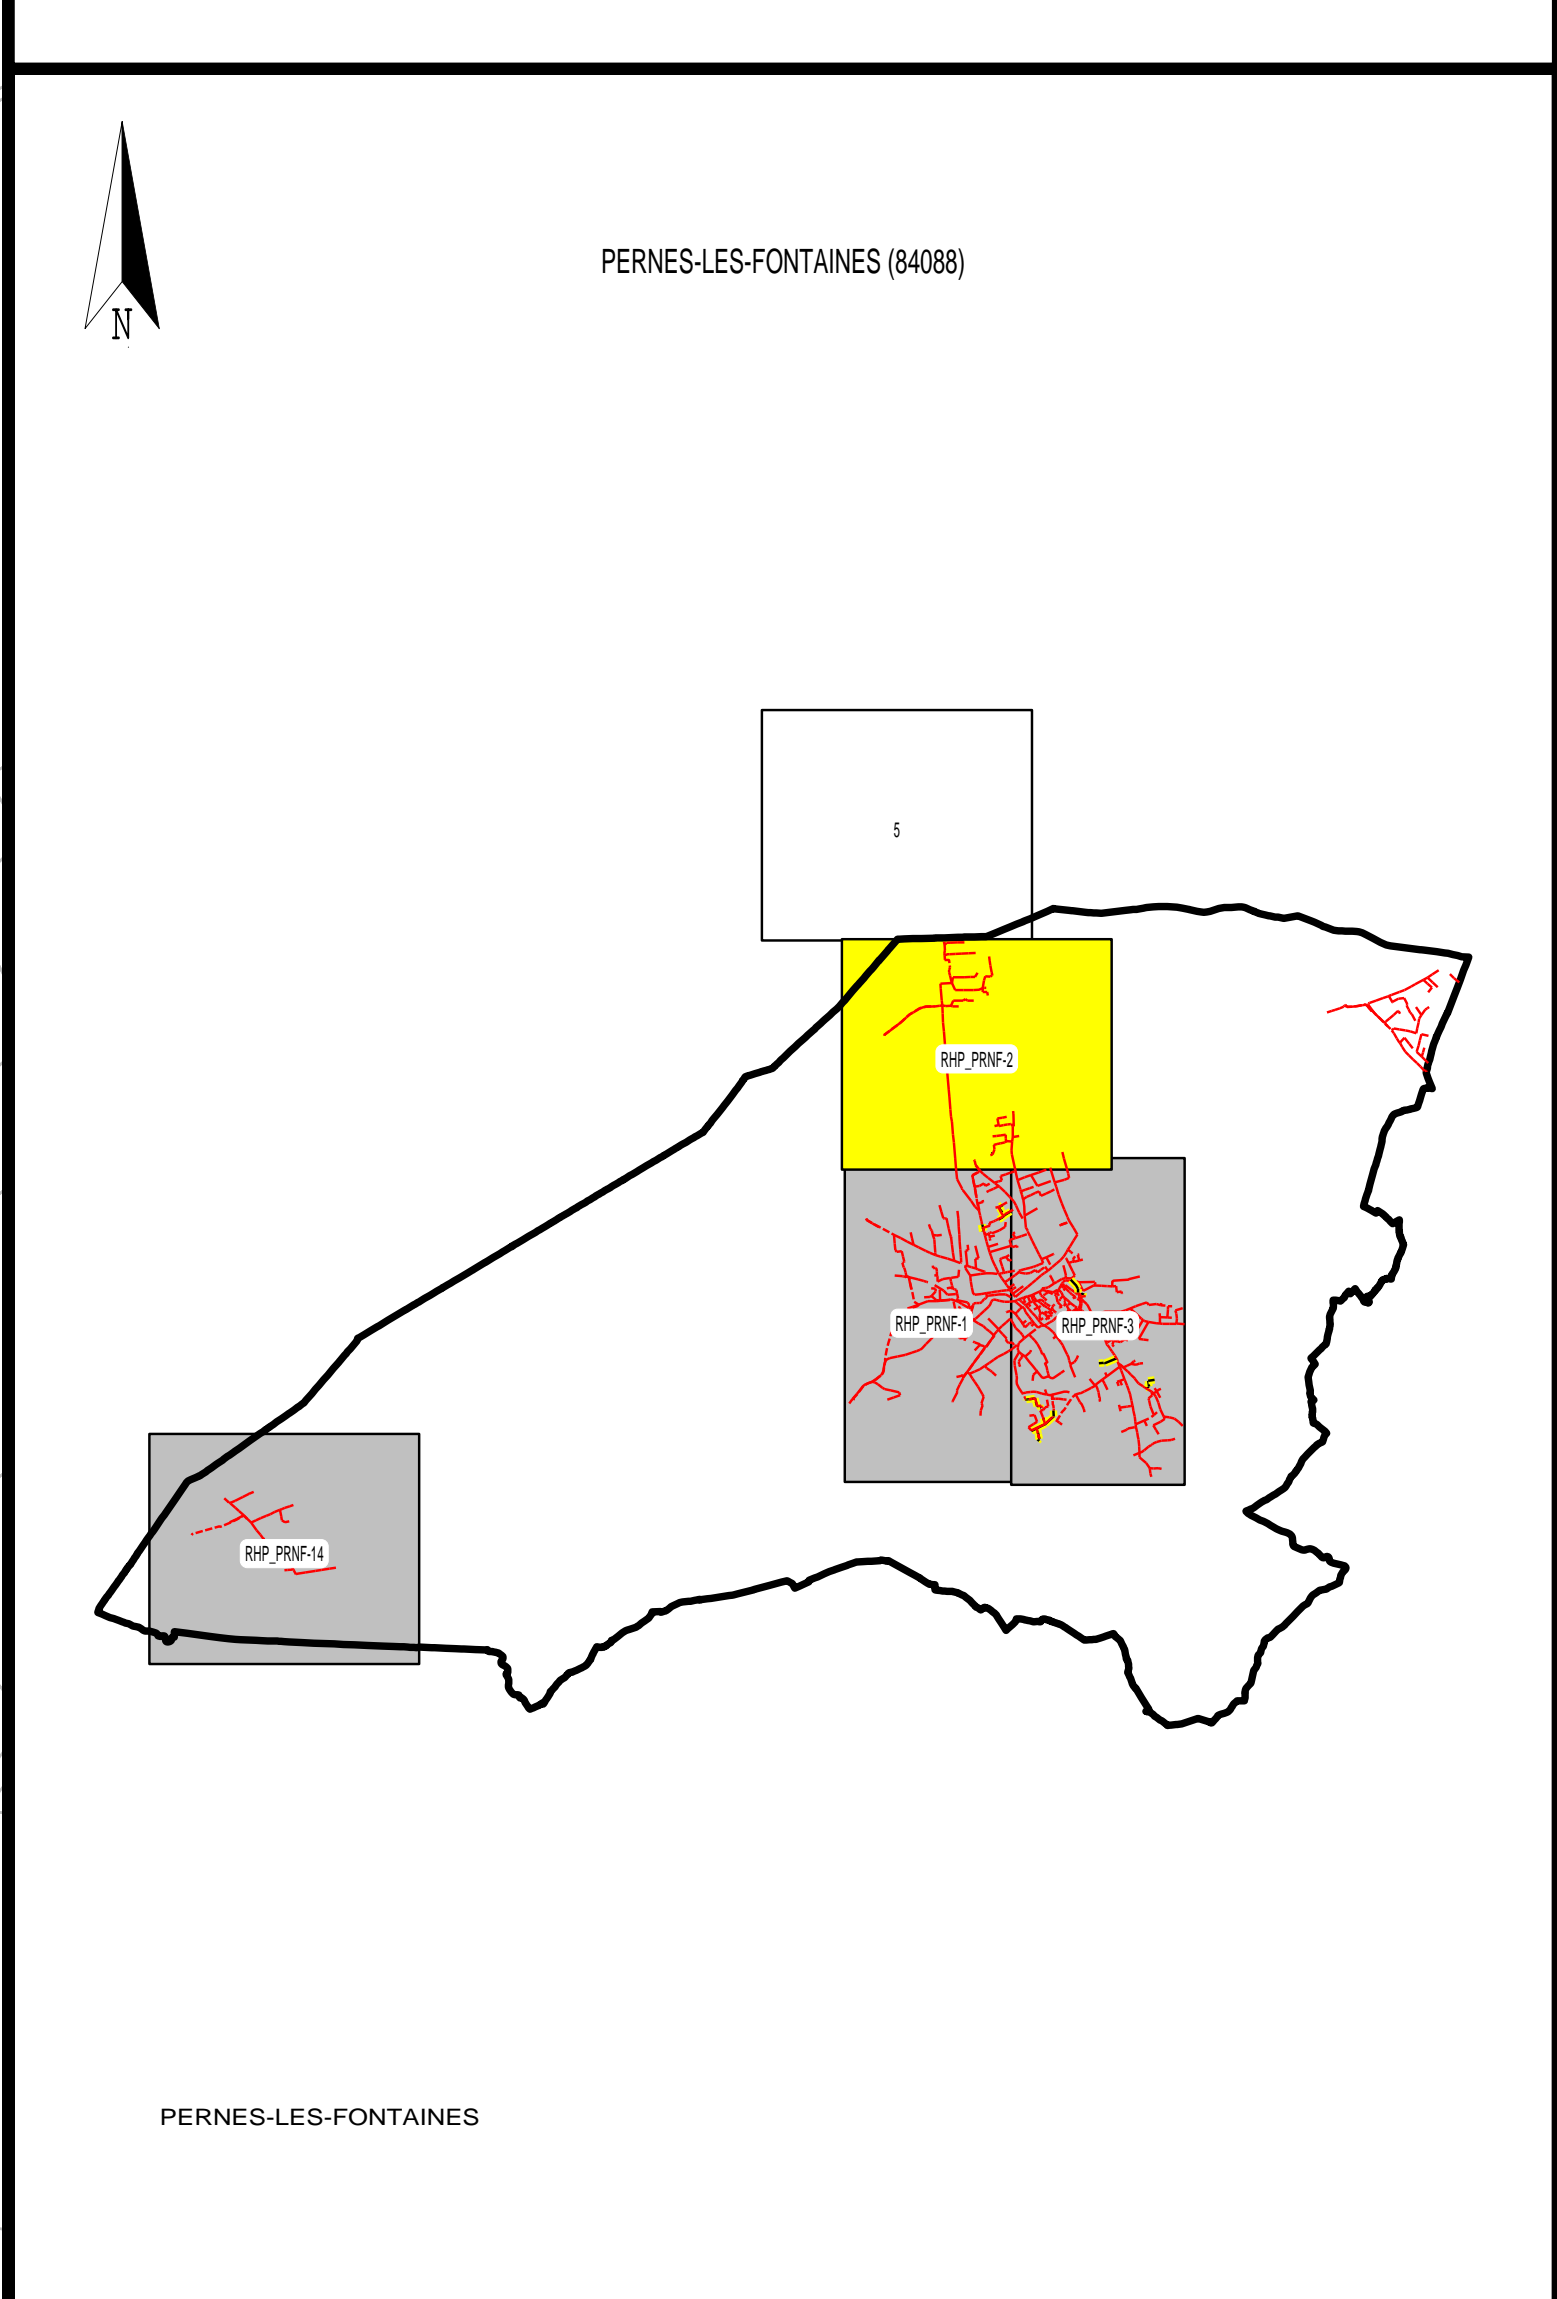 N
PERNES-LES-FONTAINES (84088)
5
RHP_PRNF-2
RHP_PRNF-1
RHP_PRNF-3
RHP_PRNF-14
PERNES-LES-FONTAINES